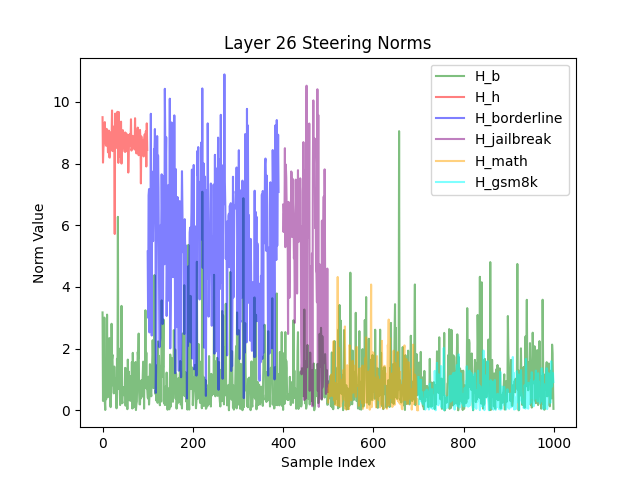 Layer 26 Steering Norms
H_b
H_h
H_borderline
H_jailbreak
H_math
H_gsm8k
Norm Value
10
8
6
4
2
0
0
200
400
600
800
1000
Sample Index